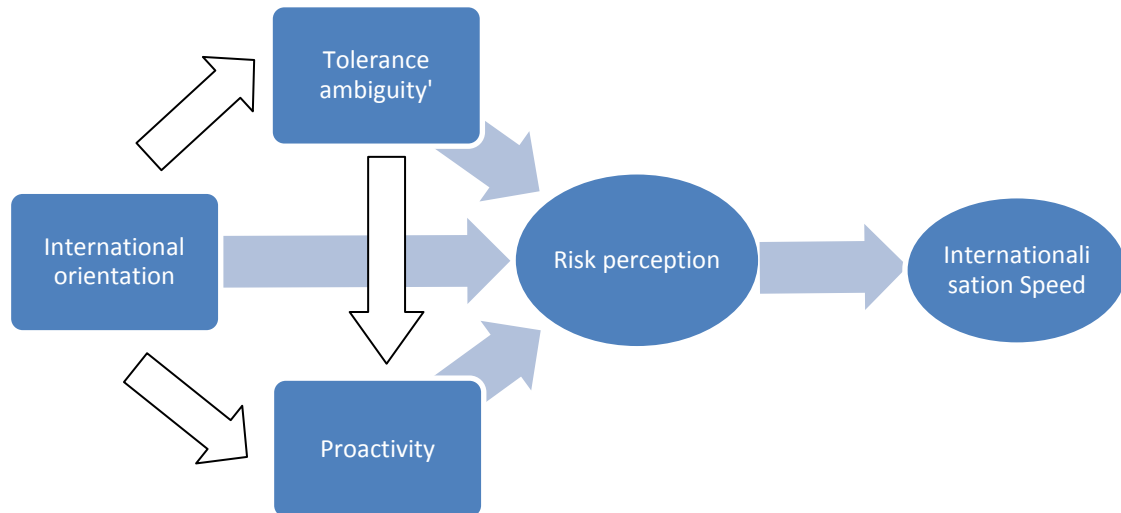 Tolerance
ambiguity'
International
orientation
Risk perception
Internationali
sation Speed
Proactivity